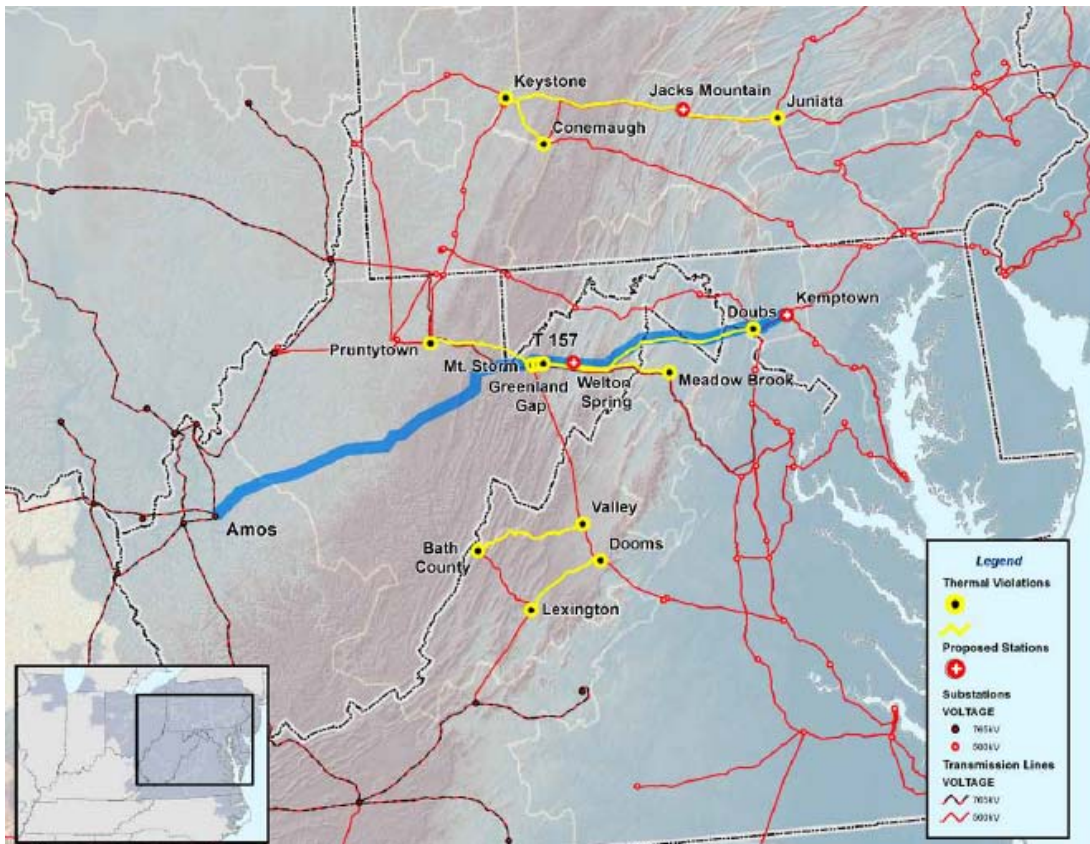 Keystone
Jacks Mountain
Juniata
Conemaugh
Kemptown
Doubs
T 157
Pruntytown
Mt. Storm
Greenland
Gap
Welton
Spring
Meadow Brook
Amos
Valley
Bath
County
Dooms
Lexington
Legend
Thermal Violations
Proposed Stations
Substations
VOLTAGE
765kV
500kV
Transmission Lines
VOLTAGE
765kV
500kV